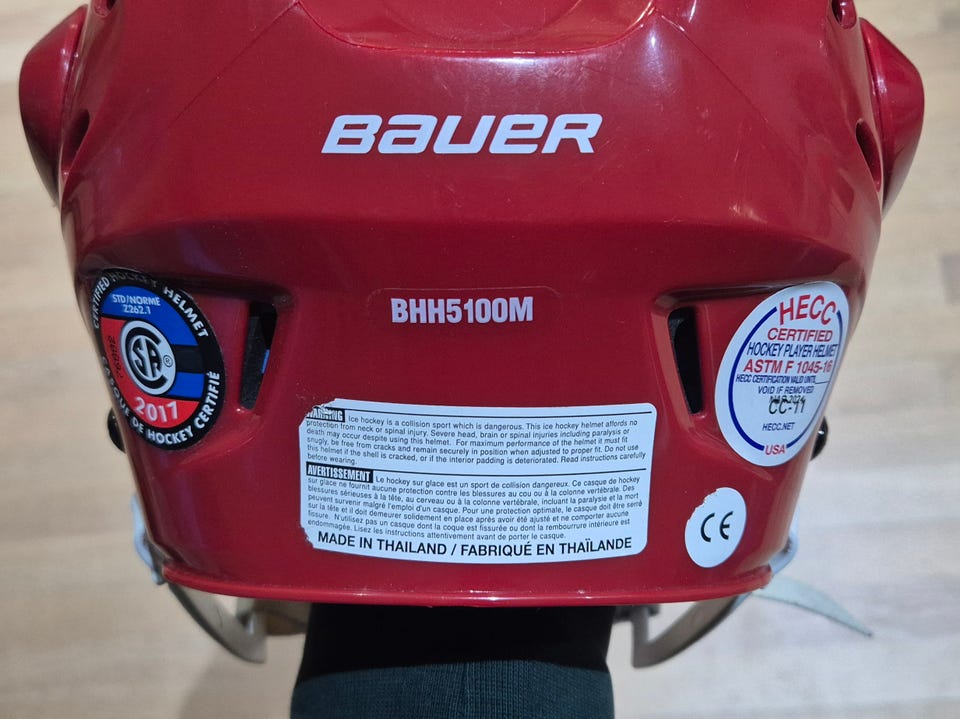 BAUER
BHH5100M
CERTIFIED HOCKEY HELMET
STD/NORME
Z262.1
CSA
®
2017
CASQUE DE HOCKEY CERTIFIÉ
HECC
CERTIFIED
HOCKEY PLAYER HELMET
ASTM F 1045-16
HECC CERTIFICATION VALID UNTIL
VOID IF REMOVED
CC-11
HECC.NET
USA
WARNING Ice hockey is a collision sport which is dangerous. This ice hockey helmet affords no
protection from neck or spinal injury. Severe head, brain or spinal injuries including paralysis or
death may occur despite using this helmet. For maximum performance of the helmet it must fit
snugly, be free from cracks and remain securely in position when adjusted to proper fit. Do not use
this helmet if the shell is cracked, or if the interior padding is deteriorated. Read instructions carefully
before wearing.
AVERTISSEMENT Le hockey sur glace est un sport de collision dangereux. Ce casque de hockey
sur glace ne fournit aucune protection contre les blessures au cou ou à la colonne vertébrale. Des
blessures sérieuses à la tête, au cerveau ou à la colonne vertébrale, incluant la paralysie et la mort
peuvent survenir malgré l'emploi d'un casque. Pour une protection optimale, le casque doit être serré
sur la tête et il doit demeurer solidement en place après avoir été ajusté et ne comporter aucune
fissure. N'utilisez pas un casque dont la coque est fissurée ou dont la rembourrure intérieure est
endommagée. Lisez les instructions attentivement avant de porter le casque.
MADE IN THAILAND / FABRIQUÉ EN THAÏLANDE
CE